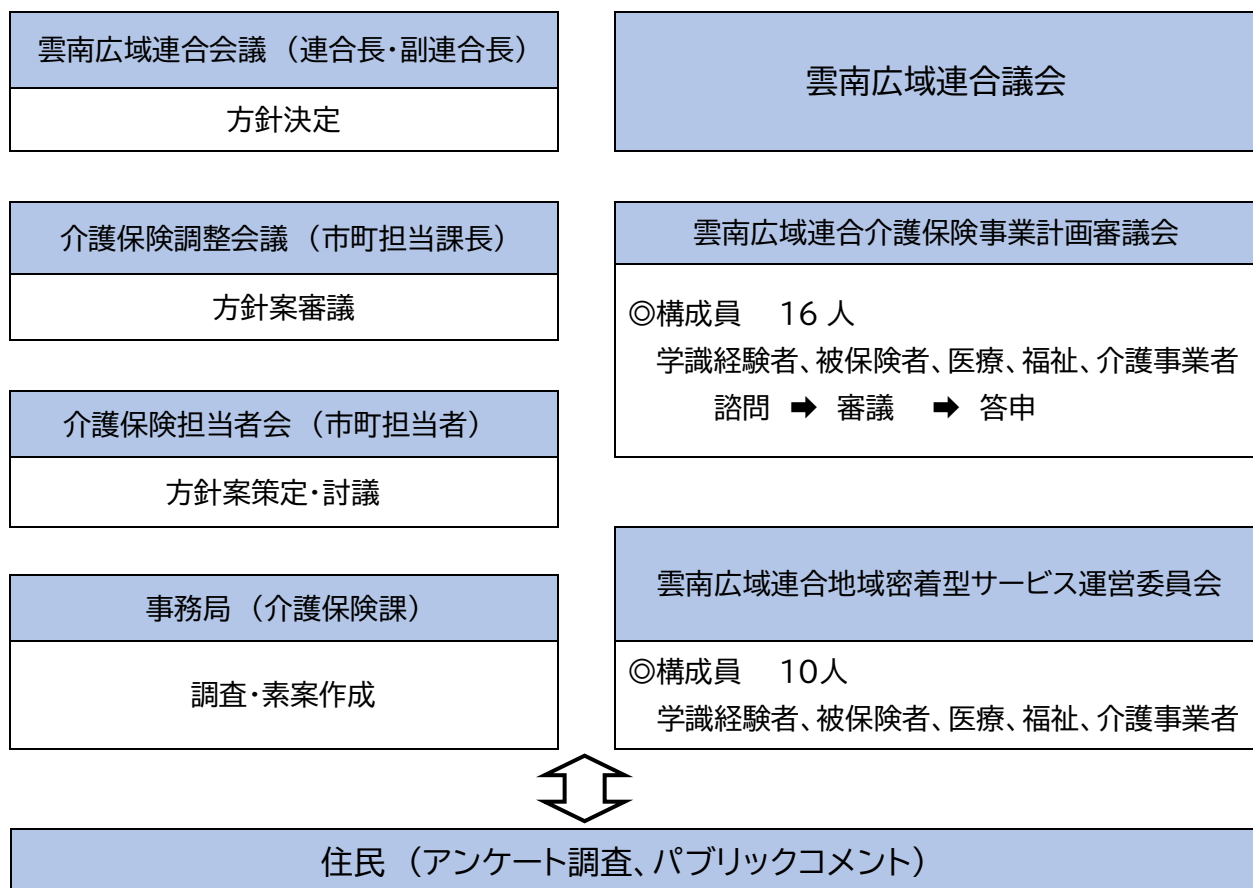 雲南広域連合会議（連合長・副連合長）
方針決定
介護保険調整会議（市町担当課長）
方針案審議
介護保険担当者会（市町担当者）
方針案策定・討議
事務局（介護保険課）
調査・素案作成
雲南広域連合議会
雲南広域連合介護保険事業計画審議会
◎構成員　16 人
学識経験者、被保険者、医療、福祉、介護事業者
諮問 ➡ 審議 ➡ 答申
雲南広域連合地域密着型サービス運営委員会
◎構成員　10人
学識経験者、被保険者、医療、福祉、介護事業者
住民（アンケート調査、パブリックコメント）